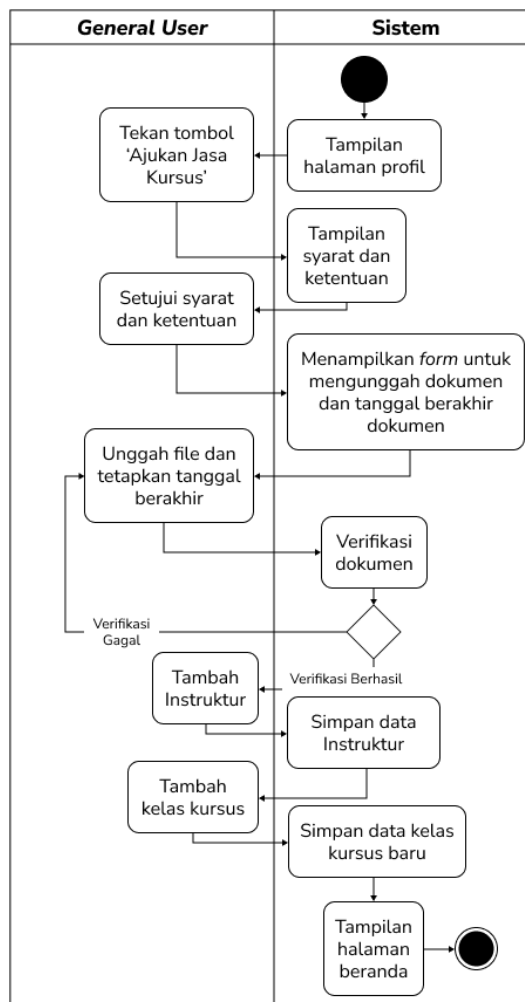 General User
Sistem
Tampilan
halaman profil
Tekan tombol
‘Ajukan Jasa
Kursus’
Tampilan
syarat dan
ketentuan
Setujui syarat
dan ketentuan
Menampilkan form untuk
mengunggah dokumen
dan tanggal berakhir
dokumen
Unggah file dan
tetapkan tanggal
berakhir
Verifikasi
dokumen
Verifikasi
Gagal
Verifikasi Berhasil
Tambah
Instruktur
Simpan data
Instruktur
Tambah
kelas kursus
Simpan data kelas
kursus baru
Tampilan
halaman
beranda